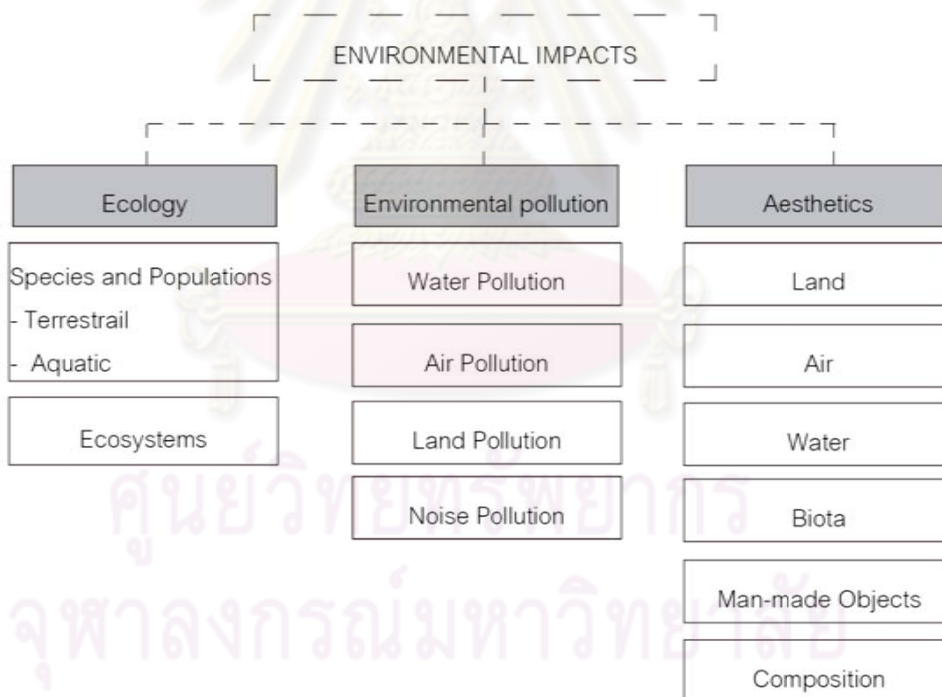 ENVIRONMENTAL IMPACTS
Ecology
Species and Populations
- Terrestrail
- Aquatic
Ecosystems
Environmental pollution
Water Pollution
Air Pollution
Land Pollution
Noise Pollution
Aesthetics
Land
Air
Water
Biota
Man-made Objects
Composition
ศูนย์วิทยทรัพยากร
จุฬาลงกรณ์มหาวิทยาลัย